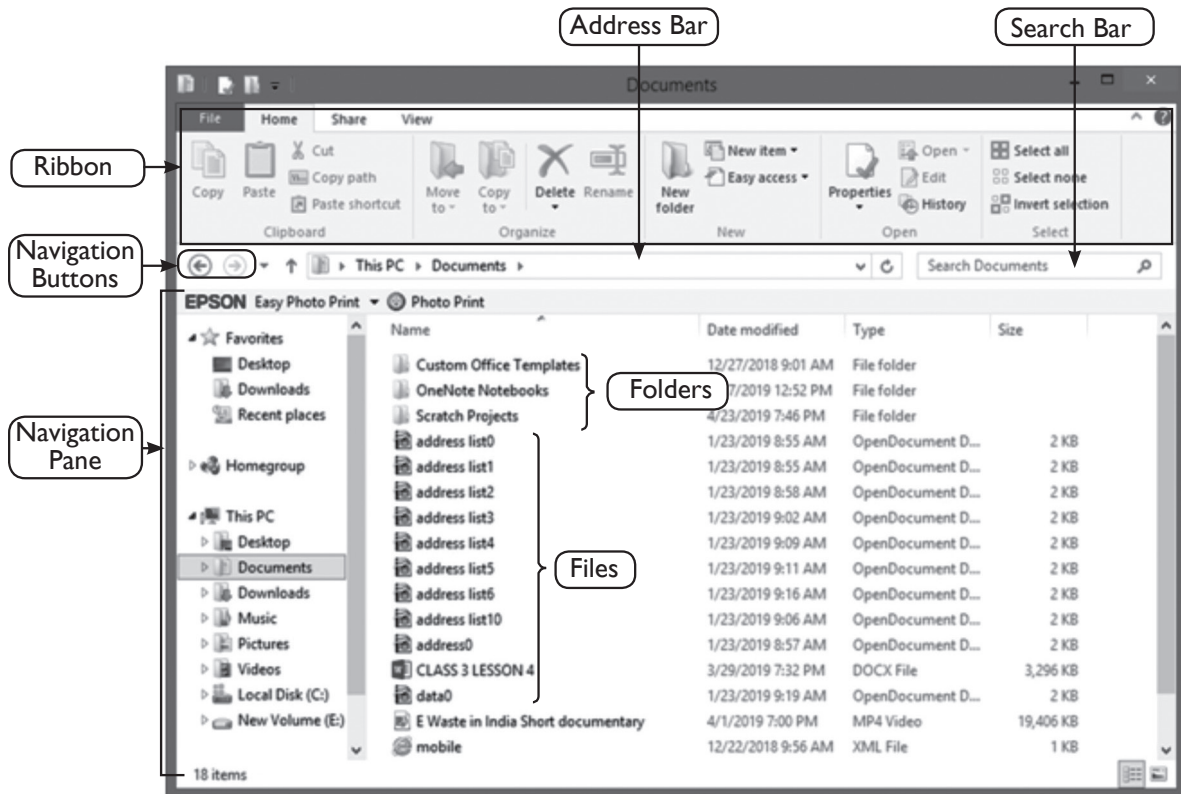 Address Bar
Search Bar
Documents
File Home Share View
Ribbon
Copy
Paste
Cut
Copy path
Paste shortcut
Clipboard
Move to
Copy to
Delete
Rename
Organize
New folder
New item
Easy access
New
Properties
Open
Edit
History
Open
Select all
Select none
Invert selection
Select
Navigation Buttons
This PC Documents
Search Documents
EPSON Easy Photo Print Photo Print
Navigation Pane
Favorites
Desktop
Downloads
Recent places
Homegroup
This PC
Desktop
Documents
Downloads
Music
Pictures
Videos
Local Disk (C:)
New Volume (E:)
Name Date modified Type Size
Custom Office Templates 12/27/2018 9:01 AM File folder
OneNote Notebooks 7/2019 12:52 PM File folder
Scratch Projects 4/23/2019 7:46 PM File folder
Folders
address list0 1/23/2019 8:55 AM OpenDocument D... 2 KB
address list1 1/23/2019 8:55 AM OpenDocument D... 2 KB
address list2 1/23/2019 8:58 AM OpenDocument D... 2 KB
address list3 1/23/2019 9:02 AM OpenDocument D... 2 KB
address list4 1/23/2019 9:09 AM OpenDocument D... 2 KB
address list5 1/23/2019 9:11 AM OpenDocument D... 2 KB
Files
address list6 1/23/2019 9:16 AM OpenDocument D... 2 KB
address list10 1/23/2019 9:06 AM OpenDocument D... 2 KB
address0 1/23/2019 8:57 AM OpenDocument D... 2 KB
CLASS 3 LESSON 4 3/29/2019 7:32 PM DOCX File 3,296 KB
data0 1/23/2019 9:19 AM OpenDocument D... 2 KB
E Waste in India Short documentary 4/1/2019 7:00 PM MP4 Video 19,406 KB
mobile 12/22/2018 9:56 AM XML File 1 KB
18 items